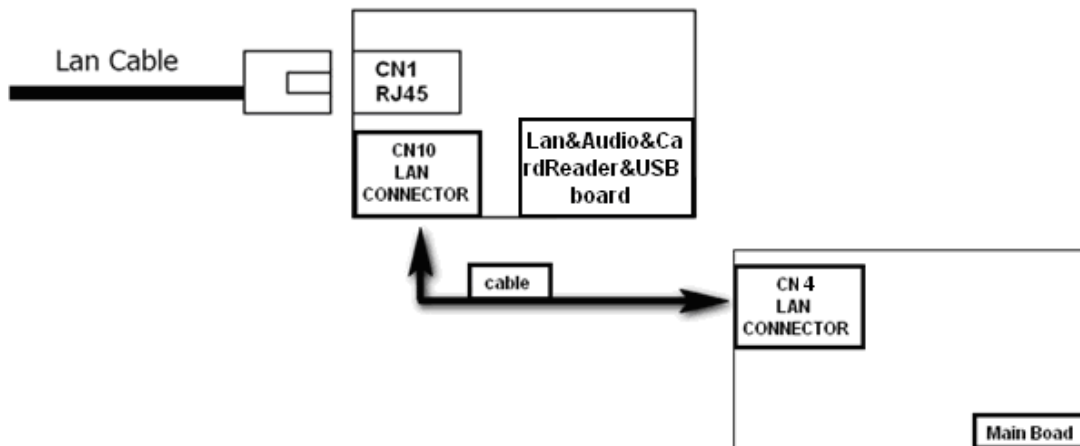 Lan Cable
CN1
RJ45
CN10
LAN
CONNECTOR
Lan&Audio&Ca
rdReader&USB
board
cable
CN 4
LAN
CONNECTOR
Main Boad